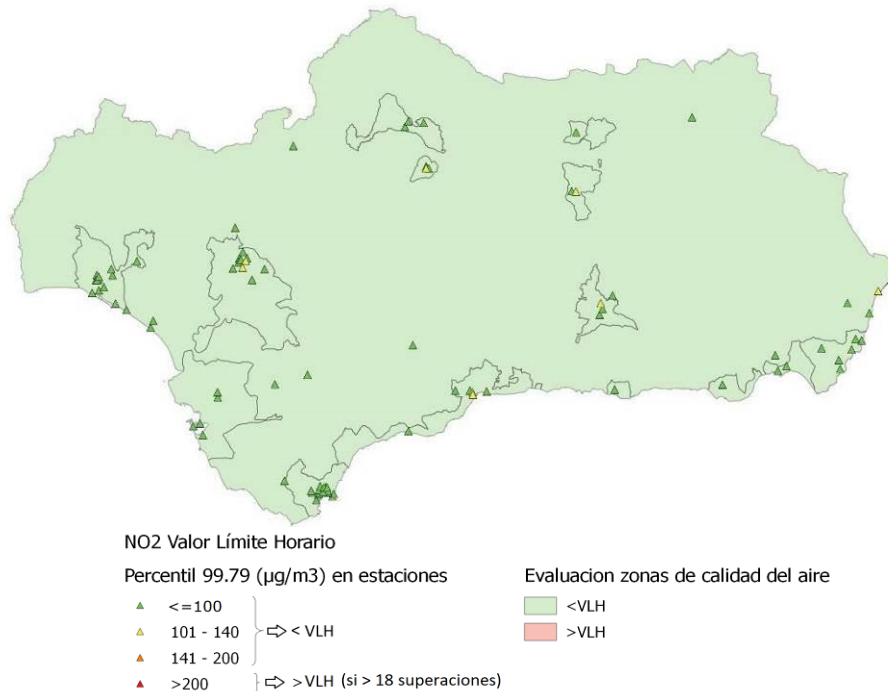 NO2 Valor Límite Horario
Percentil 99.79 (µg/m3) en estaciones
<=100
101 - 140
141 - 200
⇨ < VLH
>200
⇨ >VLH (si > 18 superaciones)
Evaluacion zonas de calidad del aire
<VLH
>VLH